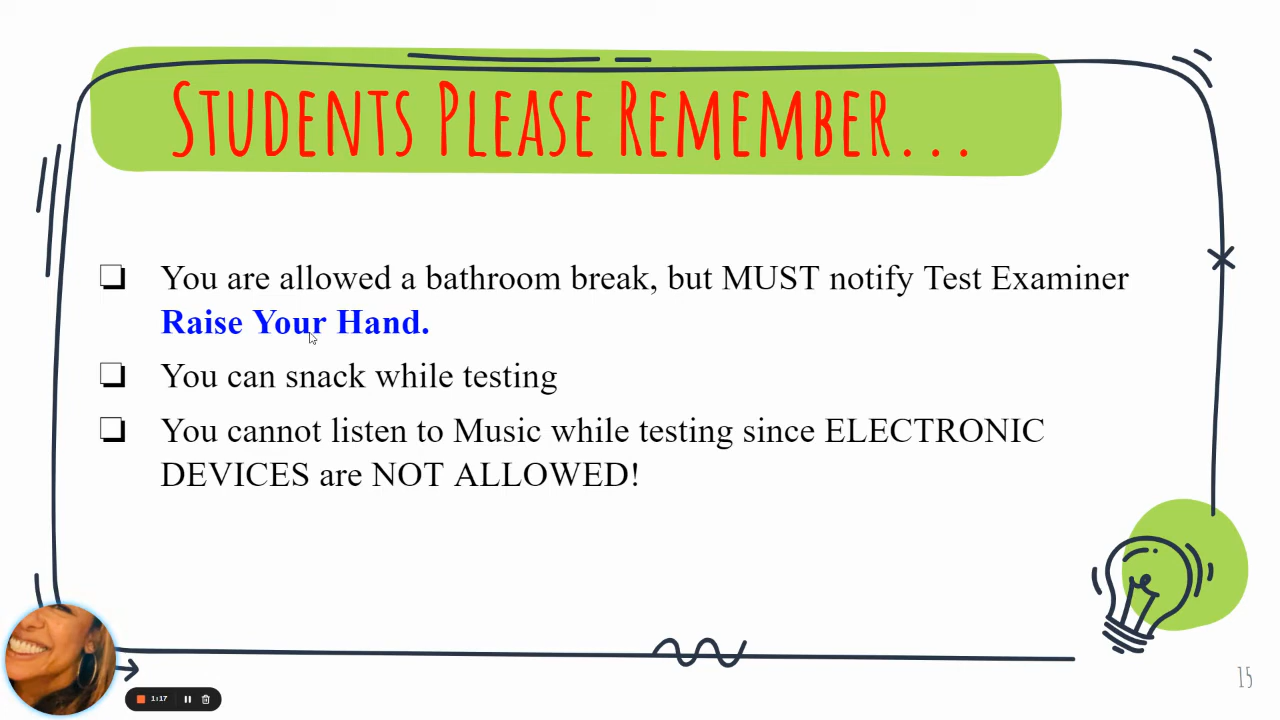 Students Please Remember...
You are allowed a bathroom break, but MUST notify Test Examiner
Raise Your Hand.
You can snack while testing
You cannot listen to Music while testing since ELECTRONIC
DEVICES are NOT ALLOWED!
1:17
15